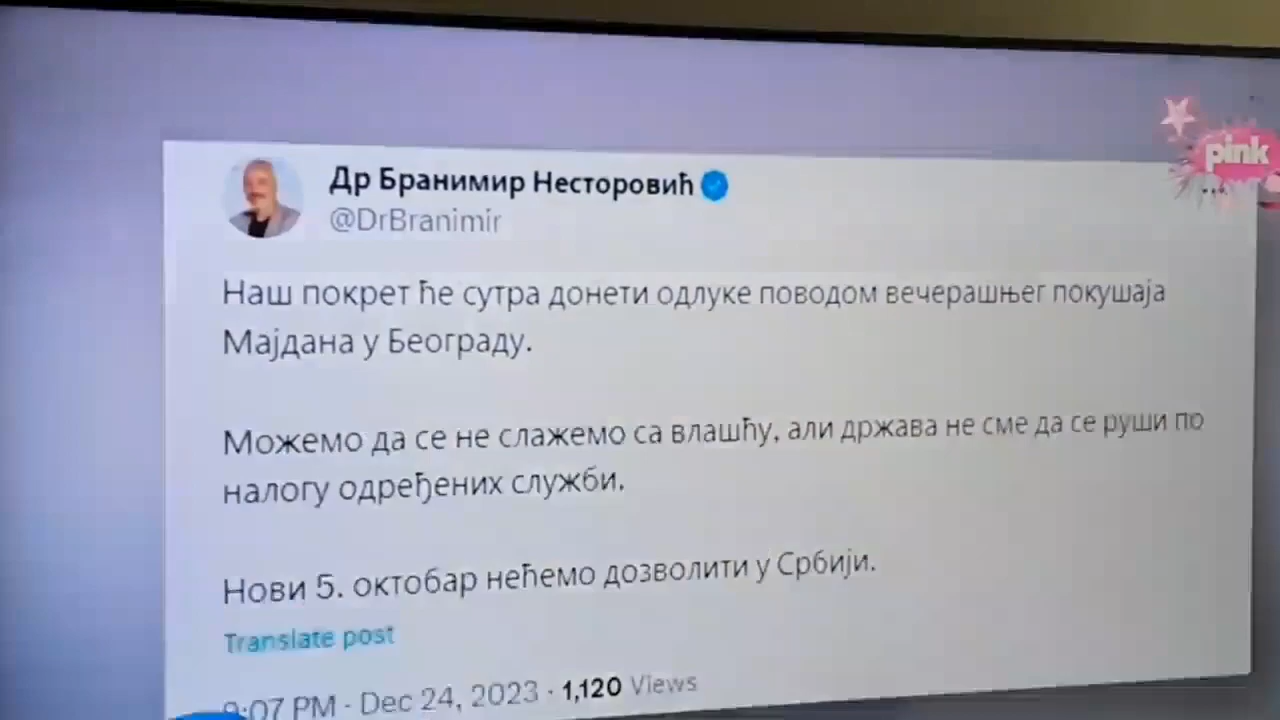 pink
Др Бранимир Несторовић
@DrBranimir
Наш покрет ће сутра донети одлуке поводом вечерашњег покушаја
Мајдана у Београду.
Можемо да се не слажемо са влашћу, али држава не сме да се руши по
налогу одређених служби.
Нови 5. октобар нећемо дозволити у Србији.
Translate post
9:07 PM · Dec 24, 2023 · 1,120 Views